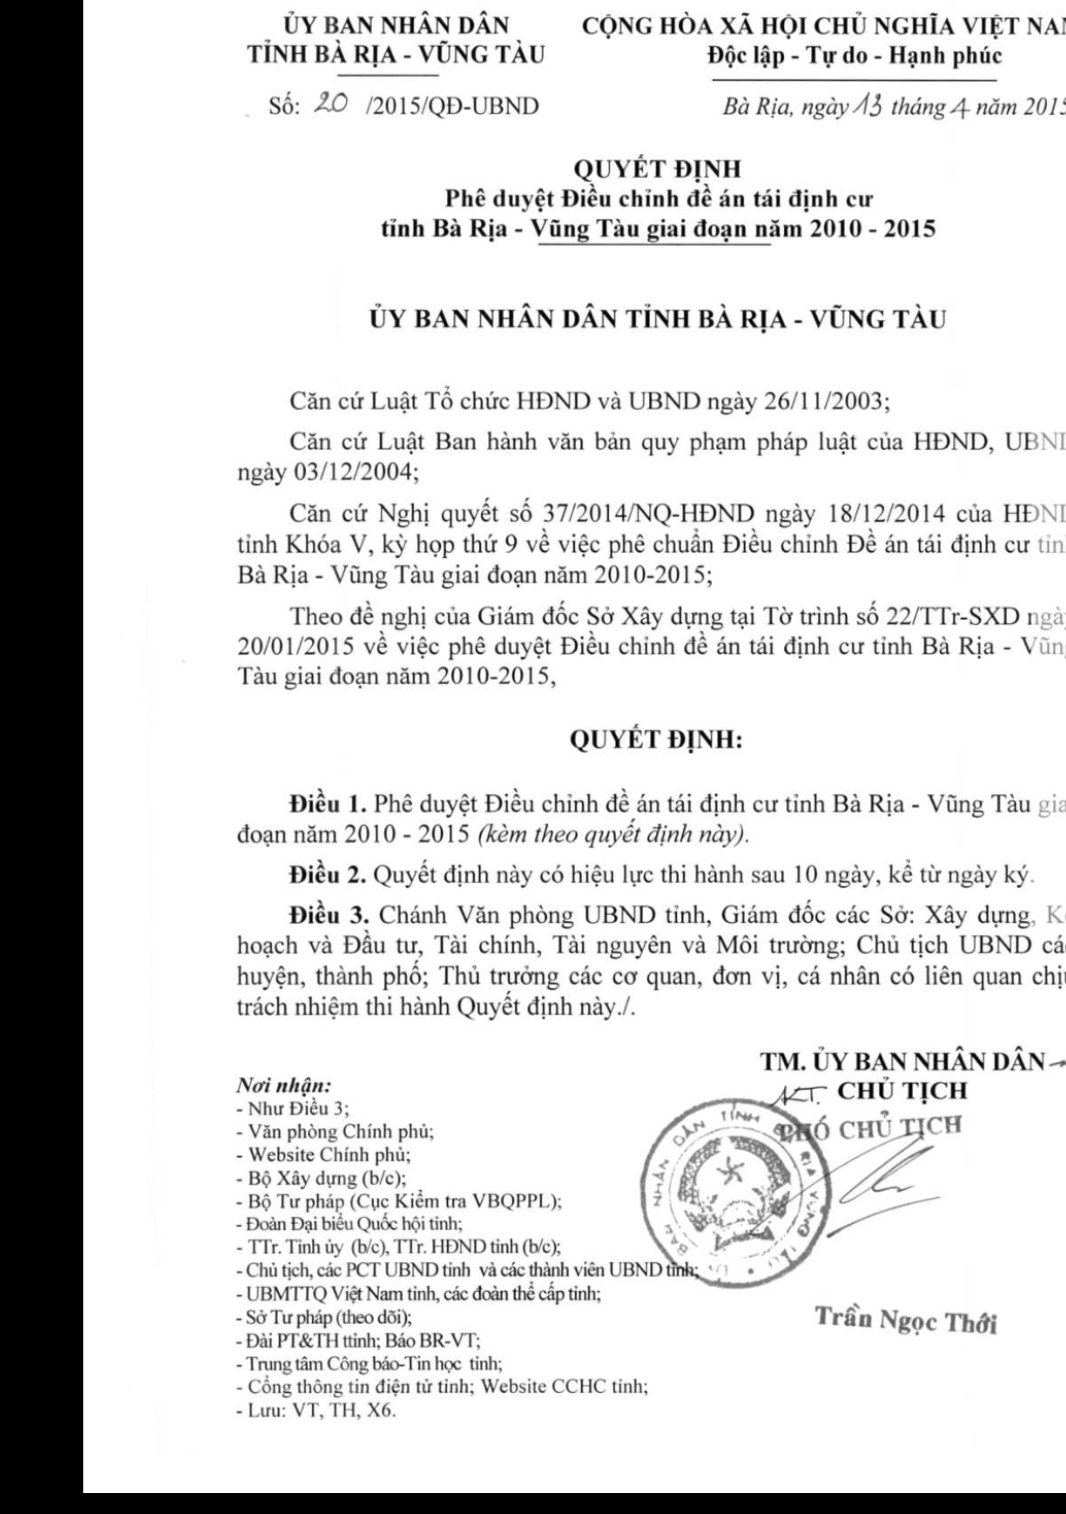 ỦY BAN NHÂN DÂN
TỈNH BÀ RỊA - VŨNG TÀU
CỘNG HÒA XÃ HỘI CHỦ NGHĨA VIỆT NAM
Độc lập - Tự do - Hạnh phúc
Số: 20 /2015/QĐ-UBND
Bà Rịa, ngày 13 tháng 4 năm 2015
QUYẾT ĐỊNH
Phê duyệt Điều chỉnh đề án tái định cư
tỉnh Bà Rịa - Vũng Tàu giai đoạn năm 2010 - 2015
ỦY BAN NHÂN DÂN TỈNH BÀ RỊA - VŨNG TÀU
Căn cứ Luật Tổ chức HĐND và UBND ngày 26/11/2003;
Căn cứ Luật Ban hành văn bản quy phạm pháp luật của HĐND, UBND
ngày 03/12/2004;
Căn cứ Nghị quyết số 37/2014/NQ-HĐND ngày 18/12/2014 của HĐND
tỉnh Khóa V, kỳ họp thứ 9 về việc phê chuẩn Điều chỉnh Đề án tái định cư tỉnh
Bà Rịa - Vũng Tàu giai đoạn năm 2010-2015;
Theo đề nghị của Giám đốc Sở Xây dựng tại Tờ trình số 22/TTr-SXD ngày
20/01/2015 về việc phê duyệt Điều chỉnh đề án tái định cư tỉnh Bà Rịa - Vũng
Tàu giai đoạn năm 2010-2015,
QUYẾT ĐỊNH:
Điều 1. Phê duyệt Điều chỉnh đề án tái định cư tỉnh Bà Rịa - Vũng Tàu gia
đoạn năm 2010 - 2015 (kèm theo quyết định này).
Điều 2. Quyết định này có hiệu lực thi hành sau 10 ngày, kể từ ngày ký.
Điều 3. Chánh Văn phòng UBND tỉnh, Giám đốc các Sở: Xây dựng, Kế
hoạch và Đầu tư, Tài chính, Tài nguyên và Môi trường; Chủ tịch UBND các
huyện, thành phố; Thủ trưởng các cơ quan, đơn vị, cá nhân có liên quan chịu
trách nhiệm thi hành Quyết định này./.
TM. ỦY BAN NHÂN DÂN
KT. CHỦ TỊCH
PHÓ CHỦ TỊCH
Trần Ngọc Thới
Nơi nhận:
- Như Điều 3;
- Văn phòng Chính phủ;
- Website Chính phủ;
- Bộ Xây dựng (b/c);
- Bộ Tư pháp (Cục Kiểm tra VBQPPL);
- Đoàn Đại biểu Quốc hội tỉnh;
- TTr. Tỉnh ủy (b/c), TTr. HĐND tỉnh (b/c);
- Chủ tịch, các PCT UBND tỉnh và các thành viên UBND tỉnh;
- UBMTTQ Việt Nam tỉnh, các đoàn thể cấp tỉnh;
- Sở Tư pháp (theo dõi);
- Đài PT&TH ttỉnh; Báo BR-VT;
- Trung tâm Công báo-Tin học tỉnh;
- Cổng thông tin điện tử tỉnh; Website CCHC tỉnh;
- Lưu: VT, TH, X6.